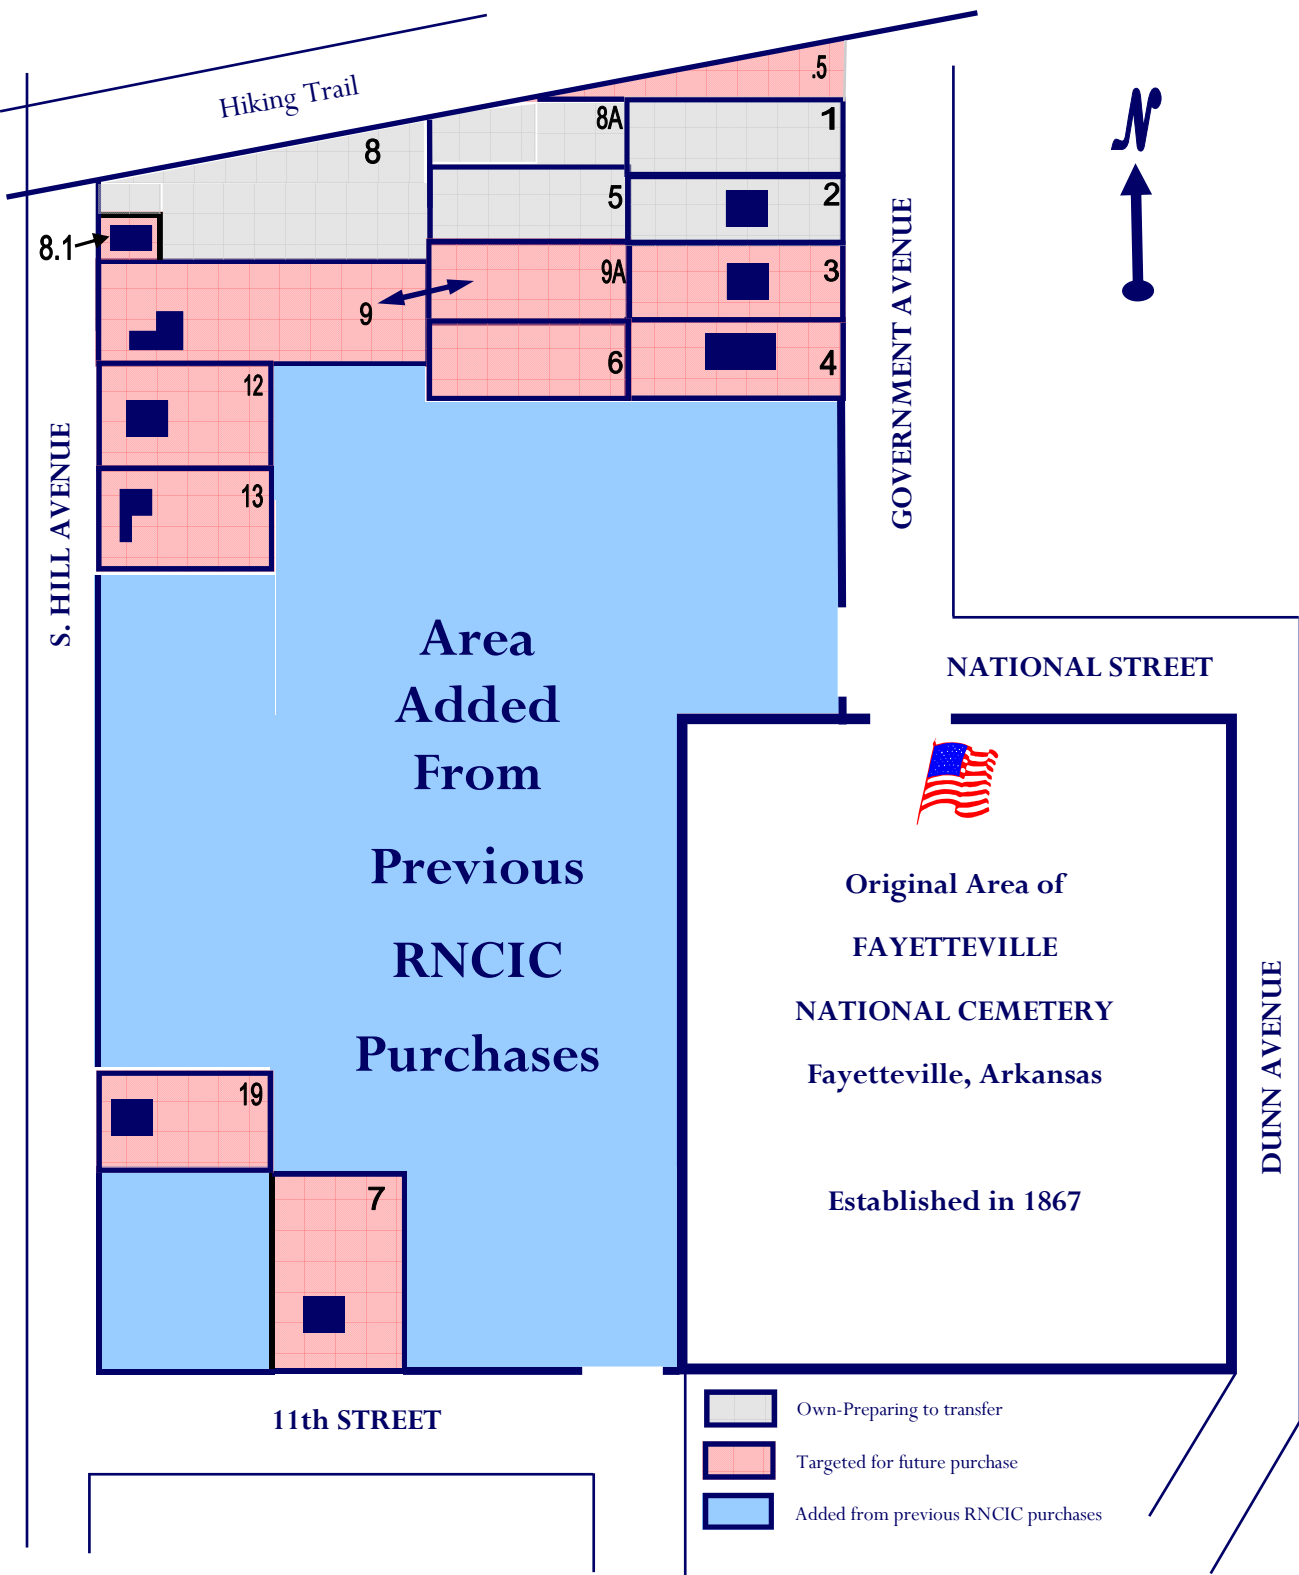 Hiking Trail
.5
8A
1
8
5
2
8.1
9A
3
9
6
4
12
13
S. HILL AVENUE
GOVERNMENT AVENUE
N
NATIONAL STREET
Area
Added
From
Previous
RNCIC
Purchases
Original Area of
FAYETTEVILLE
NATIONAL CEMETERY
Fayetteville, Arkansas
Established in 1867
DUNN AVENUE
19
7
11th STREET
Own-Preparing to transfer
Targeted for future purchase
Added from previous RNCIC purchases